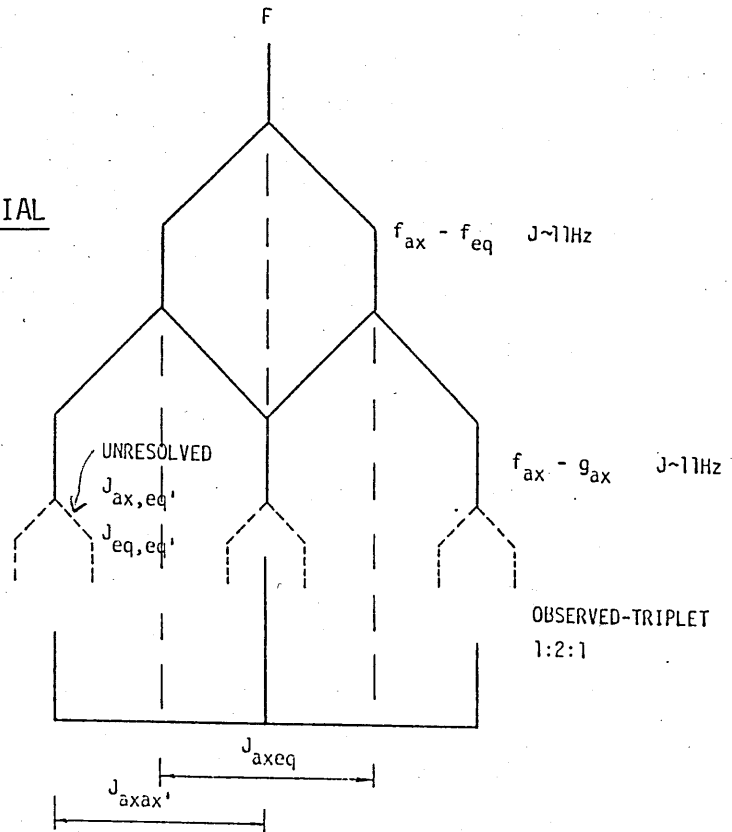 F
IAL
f_ax - f_eq J~11Hz
UNRESOLVED
f_ax - g_ax J~11Hz
J_ax,eq'
J_eq,eq'
OBSERVED-TRIPLET
1:2:1
J_axeq
J_axax'